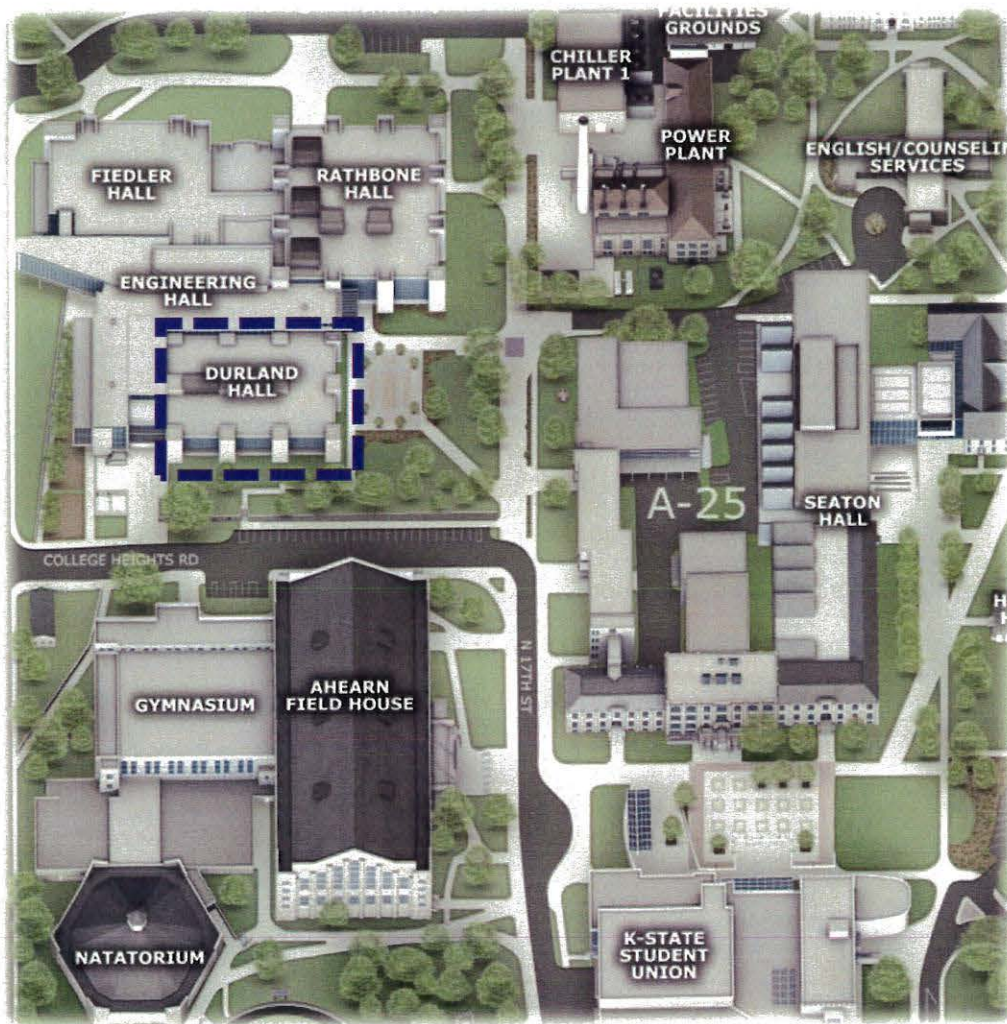 FACILITIES
GROUNDS
CHILLER
PLANT 1
POWER
PLANT
ENGLISH/COUNSELIN
SERVICES
FIEDLER
HALL
RATHBONE
HALL
ENGINEERING
HALL
DURLAND
HALL
A-25
SEATON
HALL
COLLEGE HEIGHTS RD
N 17TH ST
H
H
GYMNASIUM
AHEARN
FIELD HOUSE
NATATORIUM
K-STATE
STUDENT
UNION
N